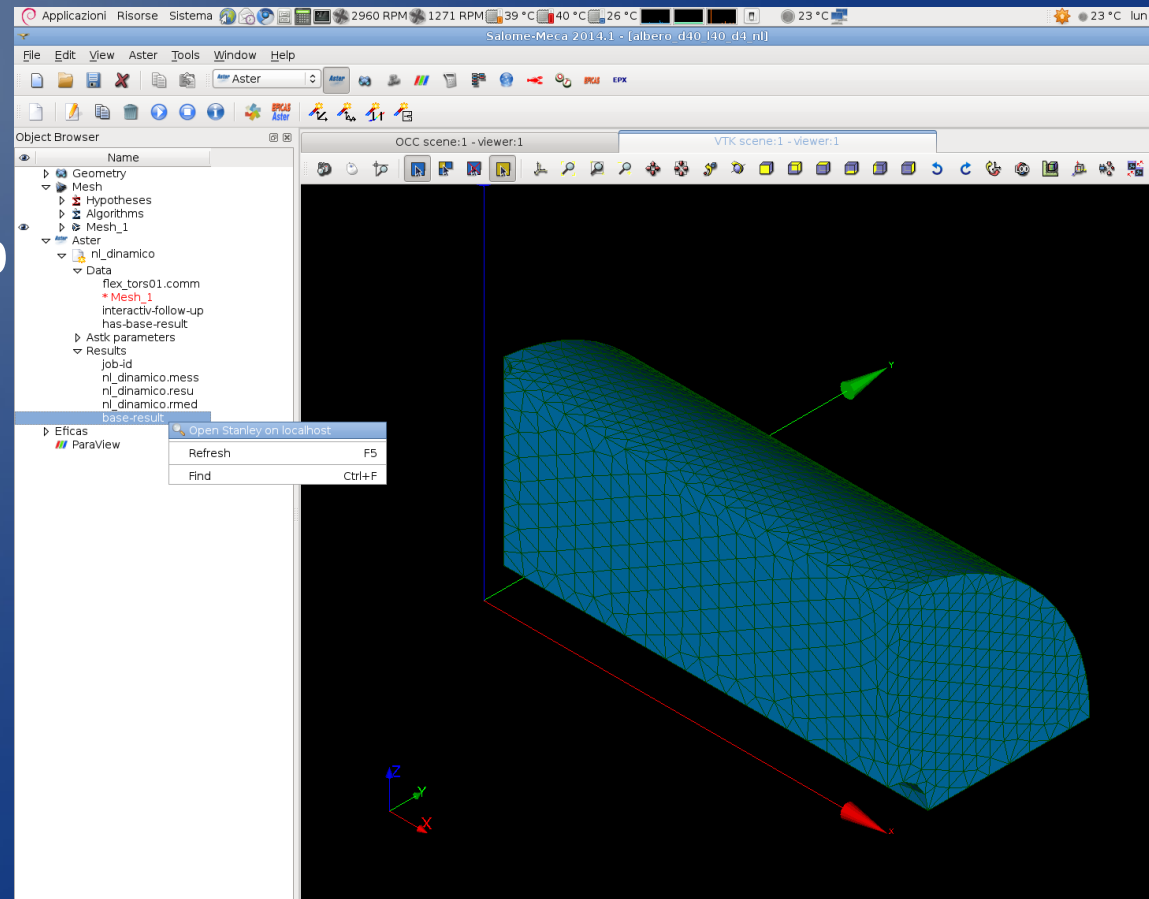 Applicazioni Risorse Sistema 2960 RPM 1271 RPM 39 °C 40 °C 26 °C 23 °C 23 °C lun
Salome-Meca 2014.1 - [albero_d40_l40_d4_nl]
File Edit View Aster Tools Window Help
Aster Aster EFICAS EPX
EFICAS
Aster
Object Browser
OCC scene:1 - viewer:1 VTK scene:1 - viewer:1
Name
Geometry
Mesh
Hypotheses
Algorithms
Mesh_1
Aster
nl_dinamico
Data
flex_tors01.comm
* Mesh_1
interactiv-follow-up
has-base-result
Astk parameters
Results
job-id
nl_dinamico.mess
nl_dinamico.resu
nl_dinamico.rmed
base-result
Open Stanley on localhost
Eficas
ParaView
Refresh F5
Find Ctrl+F
Y
Z
Y
X
X